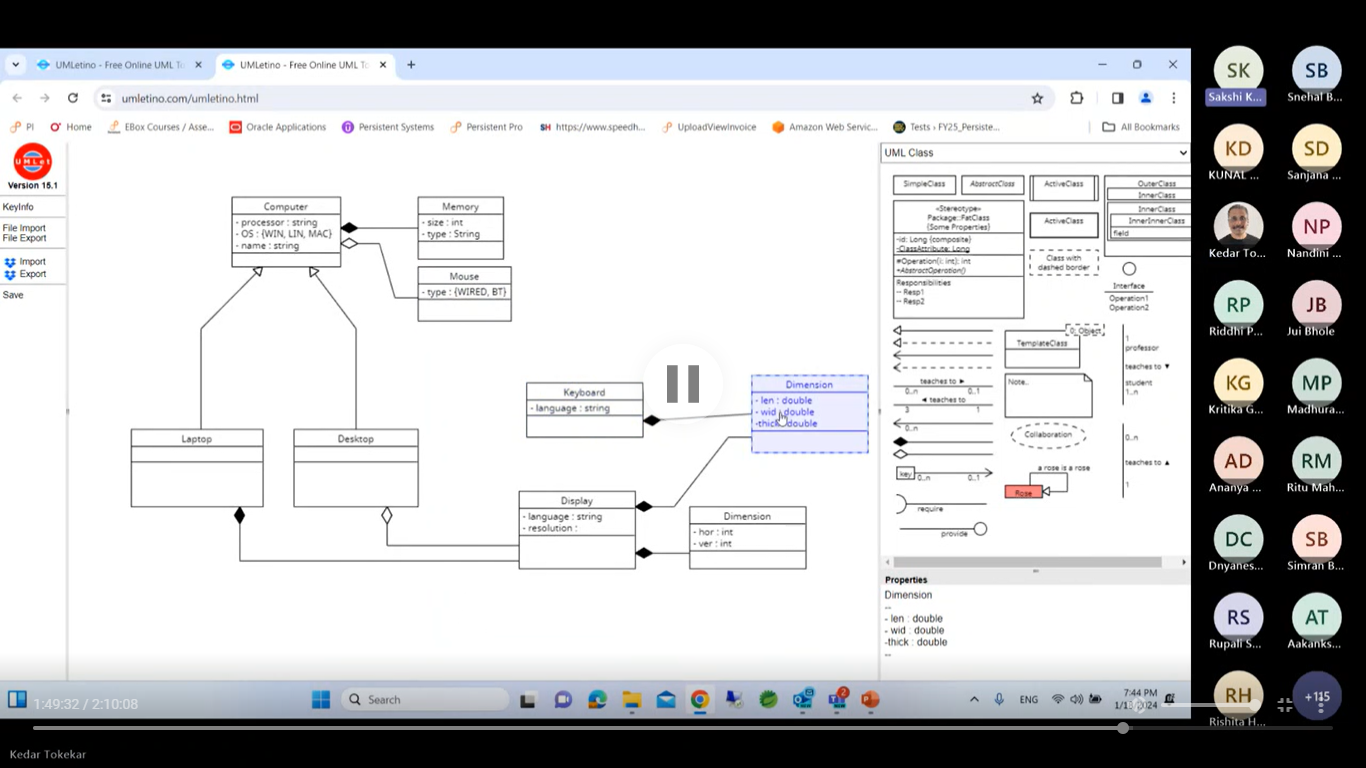 UMLetino - Free Online UML To
UMLetino - Free Online UML To
umletino.com/umletino.html
PI
Home
EBox Courses / Asse...
Oracle Applications
Persistent Systems
Persistent Pro
SH
https://www.speedh...
UploadViewInvoice
Amazon Web Servic...
Tests › FY25_Persiste...
All Bookmarks
UMLet
Version 15.1
KeyInfo
File Import
File Export
Import
Export
Save
Computer
- processor : string
- OS : {WIN, LIN, MAC}
- name : string
Memory
- size : int
- type : String
Mouse
- type : {WIRED, BT}
Keyboard
- language : string
Dimension
- len : double
- wid : double
-thick : double
Laptop
Desktop
Display
- language : string
- resolution :
Dimension
- hor : int
- ver : int
UML Class
SimpleClass
AbstractClass
ActiveClass
OuterClass
InnerClass
«Stereotype»
Package::FatClass
{Some Properties}
-id: Long {composite}
-ClassAttribute: Long
#Operation(i: int): int
+AbstractOperation()
Responsibilities
-- Resp1
-- Resp2
ActiveClass
InnerClass
InnerInnerClass
field
Class with
dashed border
Interface
Operation1
Operation2
0: Object
TemplateClass
1
professor
teaches to ▼
student
1..n
Note..
teaches to ►
0..n
0..1
◄ teaches to
3
1
0..n
Collaboration
0..n
teaches to ▲
1
key
0..n
0..1
a rose is a rose
Rose
require
provide
Properties
Dimension
--
- len : double
- wid : double
-thick : double
--
Search
ENG
7:44 PM
2
1:49:32 / 2:10:08
Kedar Tokekar
SK
Sakshi K...
SB
Snehal B...
KD
KUNAL ...
SD
Sanjana ...
Kedar To...
NP
Nandini ...
RP
Riddhi P...
JB
Jui Bhole
KG
Kritika G...
MP
Madhura...
AD
Ananya ...
RM
Ritu Mah...
DC
Dnyanes...
SB
Simran B...
RS
Rupali S...
AT
Aakanks...
RH
Rishita H...
+115